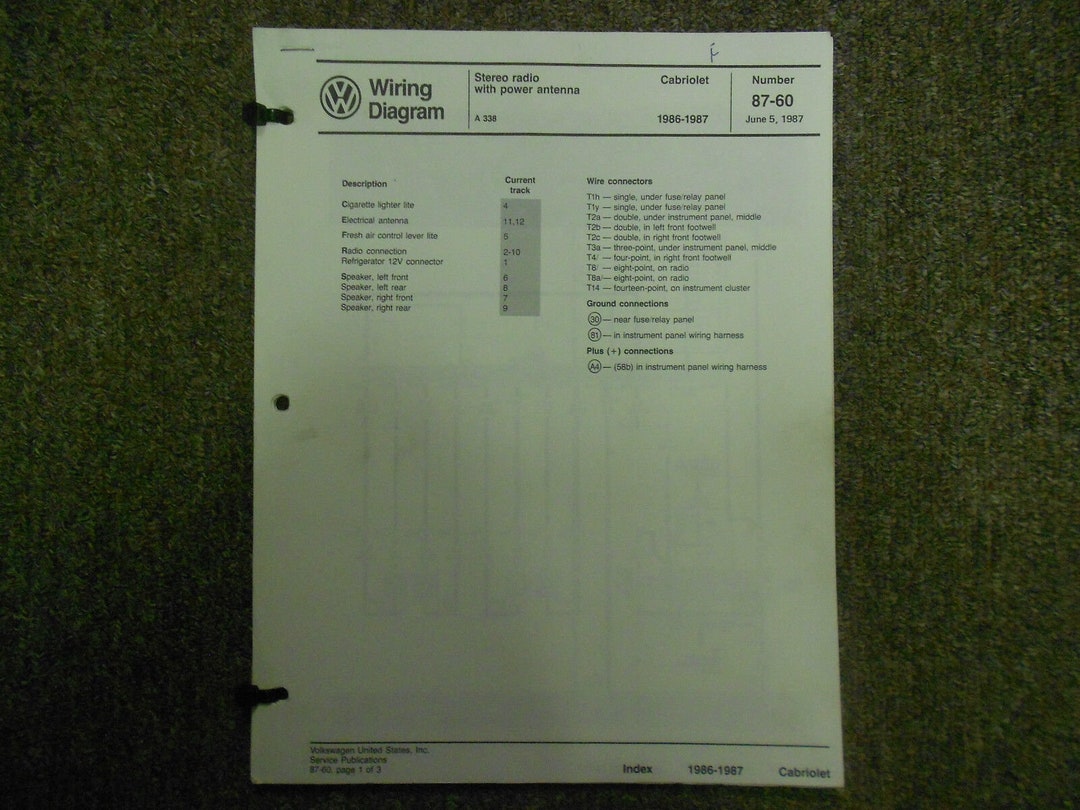 Wiring
Diagram
Stereo radio
with power antenna
A 338
Cabriolet
1986-1987
Number
87-60
June 5, 1987
Description Current
track
Cigarette lighter lite 4
Electrical antenna 11,12
Fresh air control lever lite 5
Radio connection 2-10
Refrigerator 12V connector 1
Speaker, left front 6
Speaker, left rear 8
Speaker, right front 7
Speaker, right rear 9
Wire connectors
T1h — single, under fuse/relay panel
T1y — single, under fuse/relay panel
T2a — double, under instrument panel, middle
T2b — double, in left front footwell
T2c — double, in right front footwell
T3a — three-point, under instrument panel, middle
T4/ — four-point, in right front footwell
T8/ — eight-point, on radio
T8a/— eight-point, on radio
T14 — fourteen-point, on instrument cluster
Ground connections
30 — near fuse/relay panel
81 — in instrument panel wiring harness
Plus (+) connections
A4 — (58b) in instrument panel wiring harness
Volkswagen United States, Inc.
Service Publications
87-60, page 1 of 3
Index 1986-1987 Cabriolet